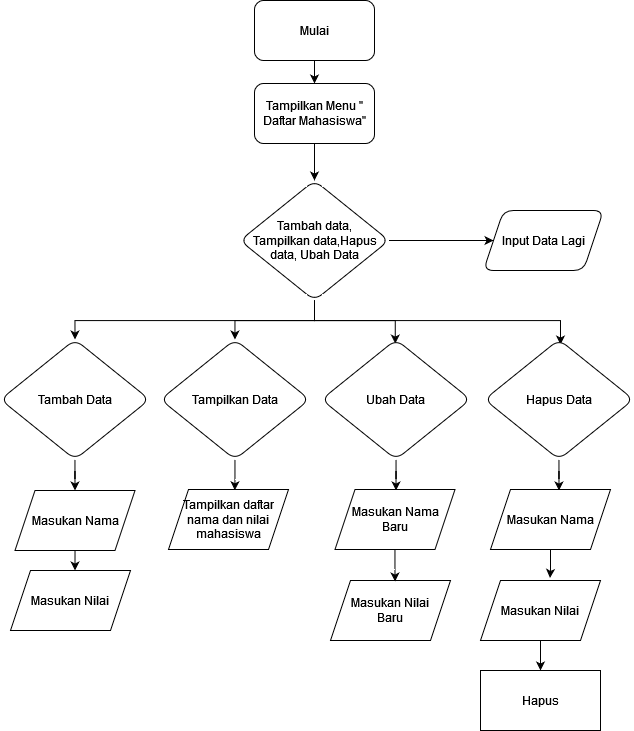 Mulai
Tampilkan Menu "
Daftar Mahasiswa"
Tambah data,
Tampilkan data,Hapus
data, Ubah Data
Input Data Lagi
Tambah Data
Tampilkan Data
Ubah Data
Hapus Data
Masukan Nama
Tampilkan daftar
nama dan nilai
mahasiswa
Masukan Nama
Baru
Masukan Nama
Masukan Nilai
Masukan Nilai
Baru
Masukan Nilai
Hapus